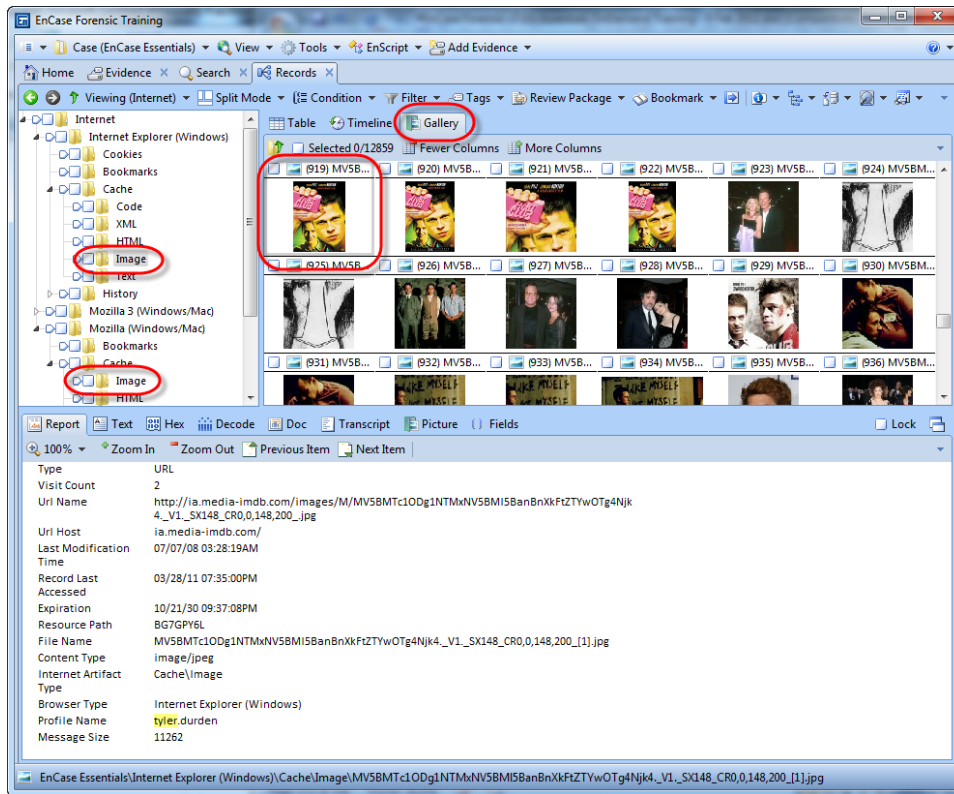 EnCase Forensic Training
Case (EnCase Essentials) View Tools EnScript Add Evidence
Home Evidence Search Records
Viewing (Internet) Split Mode Condition Filter Tags Review Package Bookmark
Internet
Internet Explorer (Windows)
Cookies
Bookmarks
Cache
Code
XML
HTML
Image
Text
History
Mozilla 3 (Windows/Mac)
Mozilla (Windows/Mac)
Bookmarks
Cache
Image
HTML
Table Timeline Gallery
Selected 0/12859 Fewer Columns More Columns
(919) MV5B... (920) MV5B... (921) MV5B... (922) MV5B... (923) MV5B... (924) MV5BM...
(925) MV5B... (926) MV5B... (927) MV5B... (928) MV5B... (929) MV5B... (930) MV5BM...
(931) MV5B... (932) MV5B... (933) MV5B... (934) MV5B... (935) MV5B... (936) MV5BM...
Report Text Hex Decode Doc Transcript Picture Fields Lock
100% Zoom In Zoom Out Previous Item Next Item
Type URL
Visit Count 2
Url Name http://ia.media-imdb.com/images/M/MV5BMTc1ODg1NTMxNV5BMl5BanBnXkFtZTYwOTg4Njk
4._V1._SX148_CR0,0,148,200_.jpg
Url Host ia.media-imdb.com/
Last Modification Time 07/07/08 03:28:19AM
Record Last Accessed 03/28/11 07:35:00PM
Expiration 10/21/30 09:37:08PM
Resource Path BG7GPY6L
File Name MV5BMTc1ODg1NTMxNV5BMl5BanBnXkFtZTYwOTg4Njk4._V1._SX148_CR0,0,148,200_[1].jpg
Content Type image/jpeg
Internet Artifact Type Cache\Image
Browser Type Internet Explorer (Windows)
Profile Name tyler.durden
Message Size 11262
EnCase Essentials\Internet Explorer (Windows)\Cache\Image\MV5BMTc1ODg1NTMxNV5BMl5BanBnXkFtZTYwOTg4Njk4._V1._SX148_CR0,0,148,200_[1].jpg